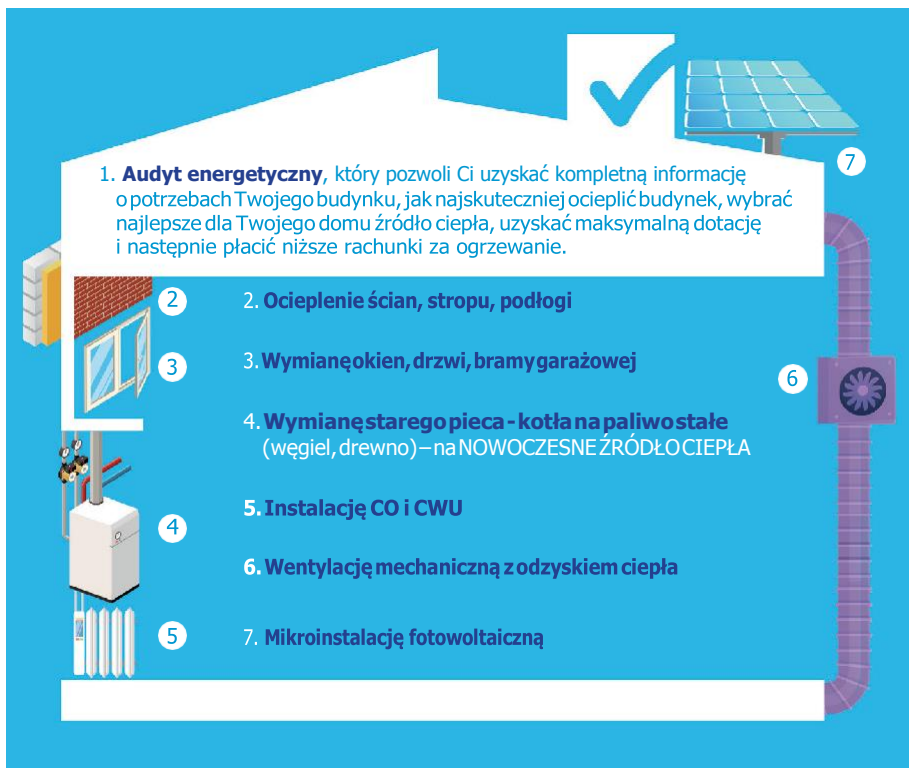 1. Audyt energetyczny, który pozwoli Ci uzyskać kompletną informację
o potrzebach Twojego budynku, jak najskuteczniej ocieplić budynek, wybrać
najlepsze dla Twojego domu źródło ciepła, uzyskać maksymalną dotację
i następnie płacić niższe rachunki za ogrzewanie.
7
2
2. Ocieplenie ścian, stropu, podłogi
3
3. Wymianę okien, drzwi, bramy garażowej
6
4. Wymianę starego pieca - kotła na paliwo stałe
(węgiel, drewno) – na NOWOCZESNE ŹRÓDŁO CIEPŁA
4
5. Instalację CO i CWU
6. Wentylację mechaniczną z odzyskiem ciepła
5
7. Mikroinstalację fotowoltaiczną